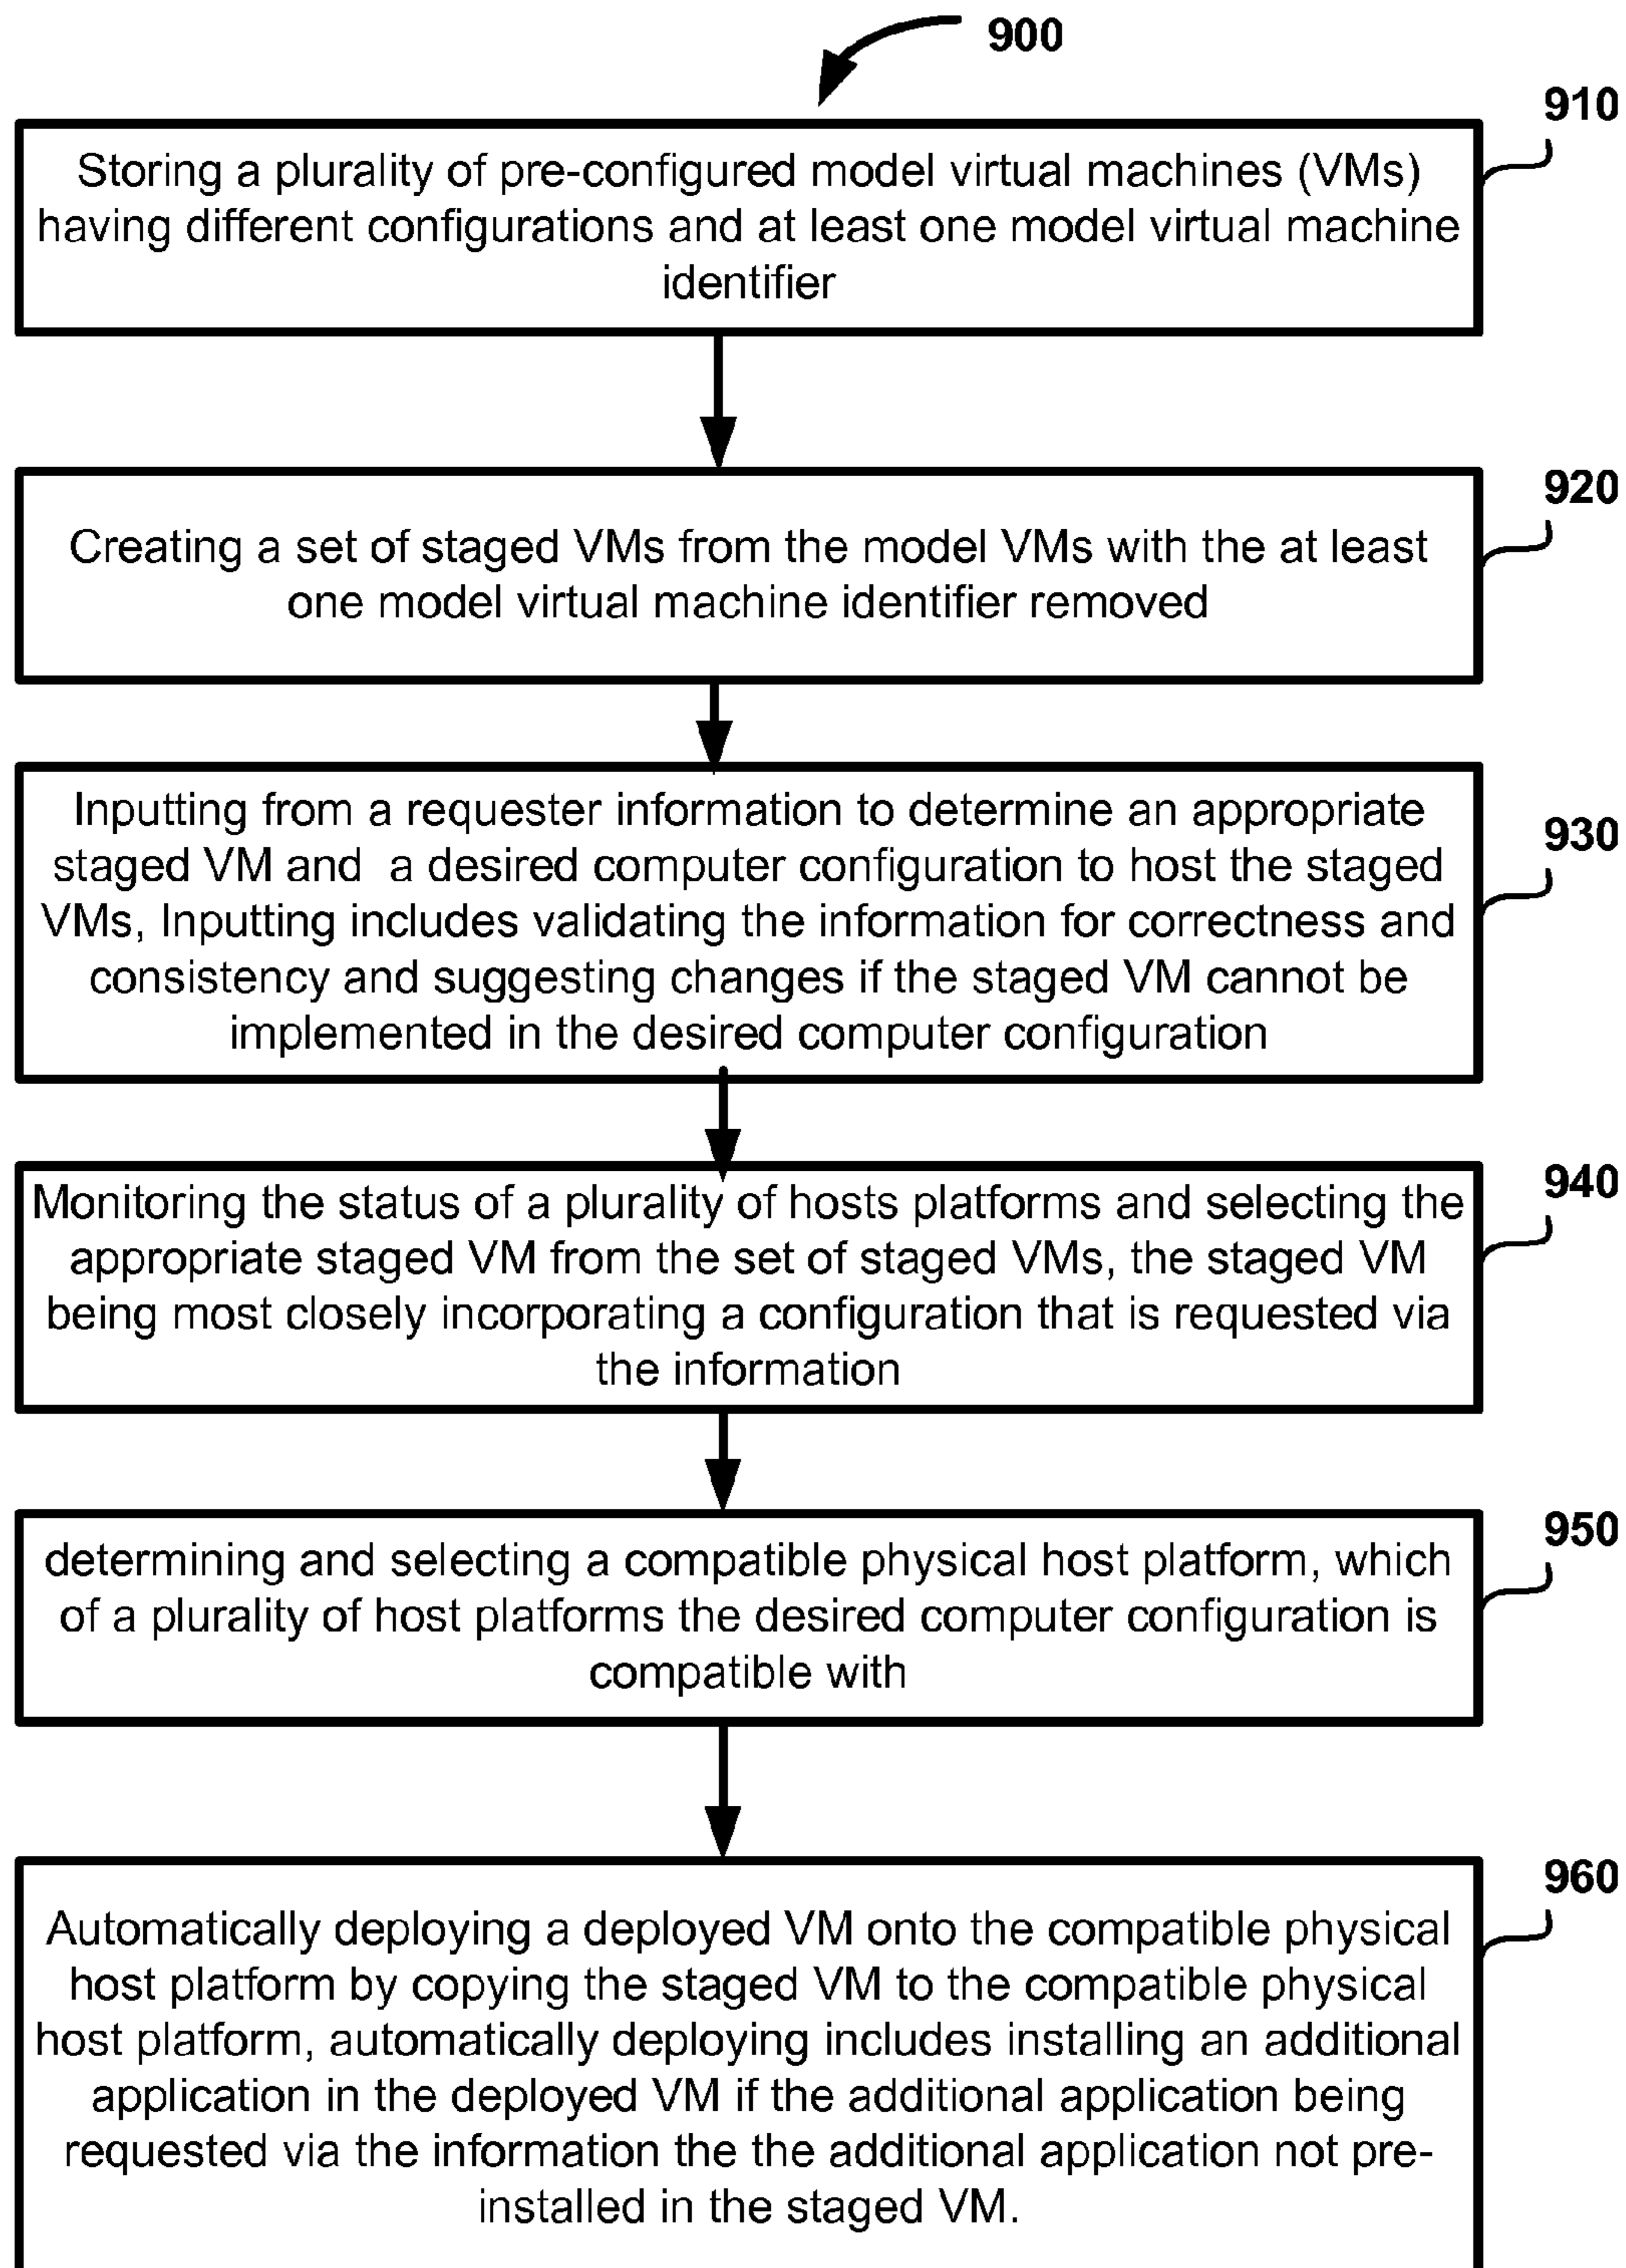 900
910
Storing a plurality of pre-configured model virtual machines (VMs)
having different configurations and at least one model virtual machine
identifier
920
Creating a set of staged VMs from the model VMs with the at least
one model virtual machine identifier removed
930
Inputting from a requester information to determine an appropriate
staged VM and a desired computer configuration to host the staged
VMs, Inputting includes validating the information for correctness and
consistency and suggesting changes if the staged VM cannot be
implemented in the desired computer configuration
940
Monitoring the status of a plurality of hosts platforms and selecting the
appropriate staged VM from the set of staged VMs, the staged VM
being most closely incorporating a configuration that is requested via
the information
950
determining and selecting a compatible physical host platform, which
of a plurality of host platforms the desired computer configuration is
compatible with
960
Automatically deploying a deployed VM onto the compatible physical
host platform by copying the staged VM to the compatible physical
host platform, automatically deploying includes installing an additional
application in the deployed VM if the additional application being
requested via the information the the additional application not pre-
installed in the staged VM.